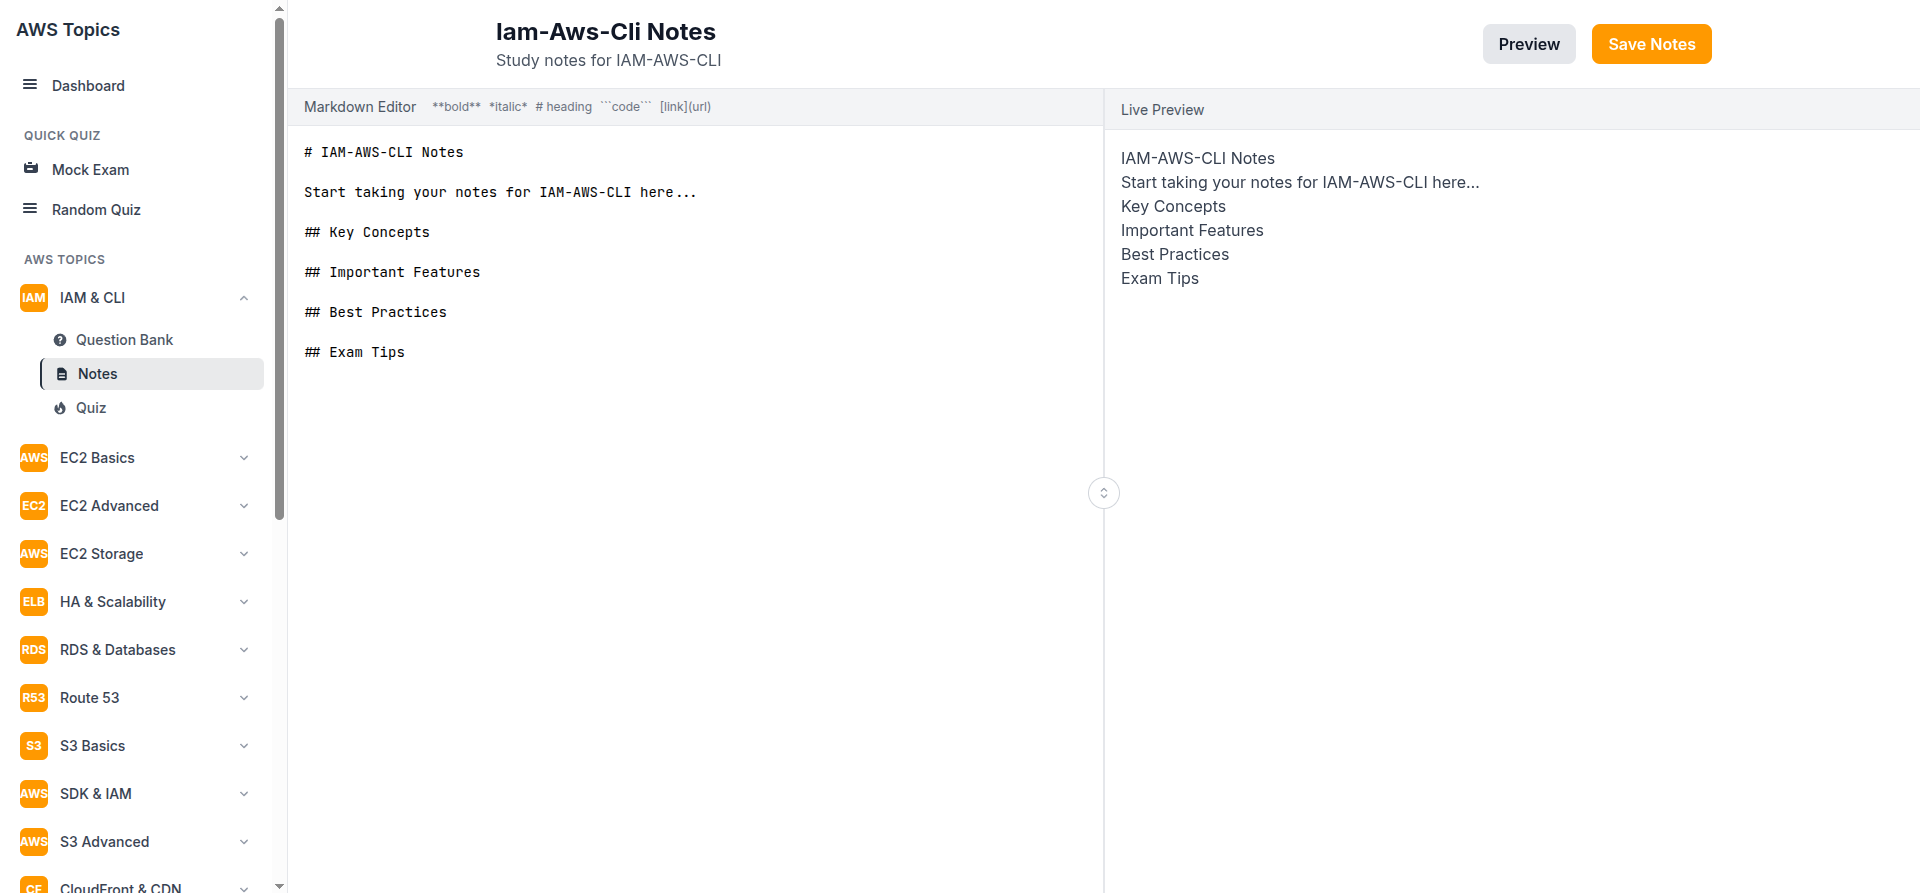 AWS Topics
Dashboard
QUICK QUIZ
Mock Exam
Random Quiz
AWS TOPICS
IAM IAM & CLI
Question Bank
Notes
Quiz
AWS EC2 Basics
EC2 EC2 Advanced
AWS EC2 Storage
ELB HA & Scalability
RDS RDS & Databases
R53 Route 53
S3 S3 Basics
AWS SDK & IAM
AWS S3 Advanced
CF CloudFront & CDN
Iam-Aws-Cli Notes
Study notes for IAM-AWS-CLI
Preview
Save Notes
Markdown Editor **bold** *italic* # heading ```code``` [link](url)
# IAM-AWS-CLI Notes
Start taking your notes for IAM-AWS-CLI here...
## Key Concepts
## Important Features
## Best Practices
## Exam Tips
Live Preview
IAM-AWS-CLI Notes
Start taking your notes for IAM-AWS-CLI here...
Key Concepts
Important Features
Best Practices
Exam Tips